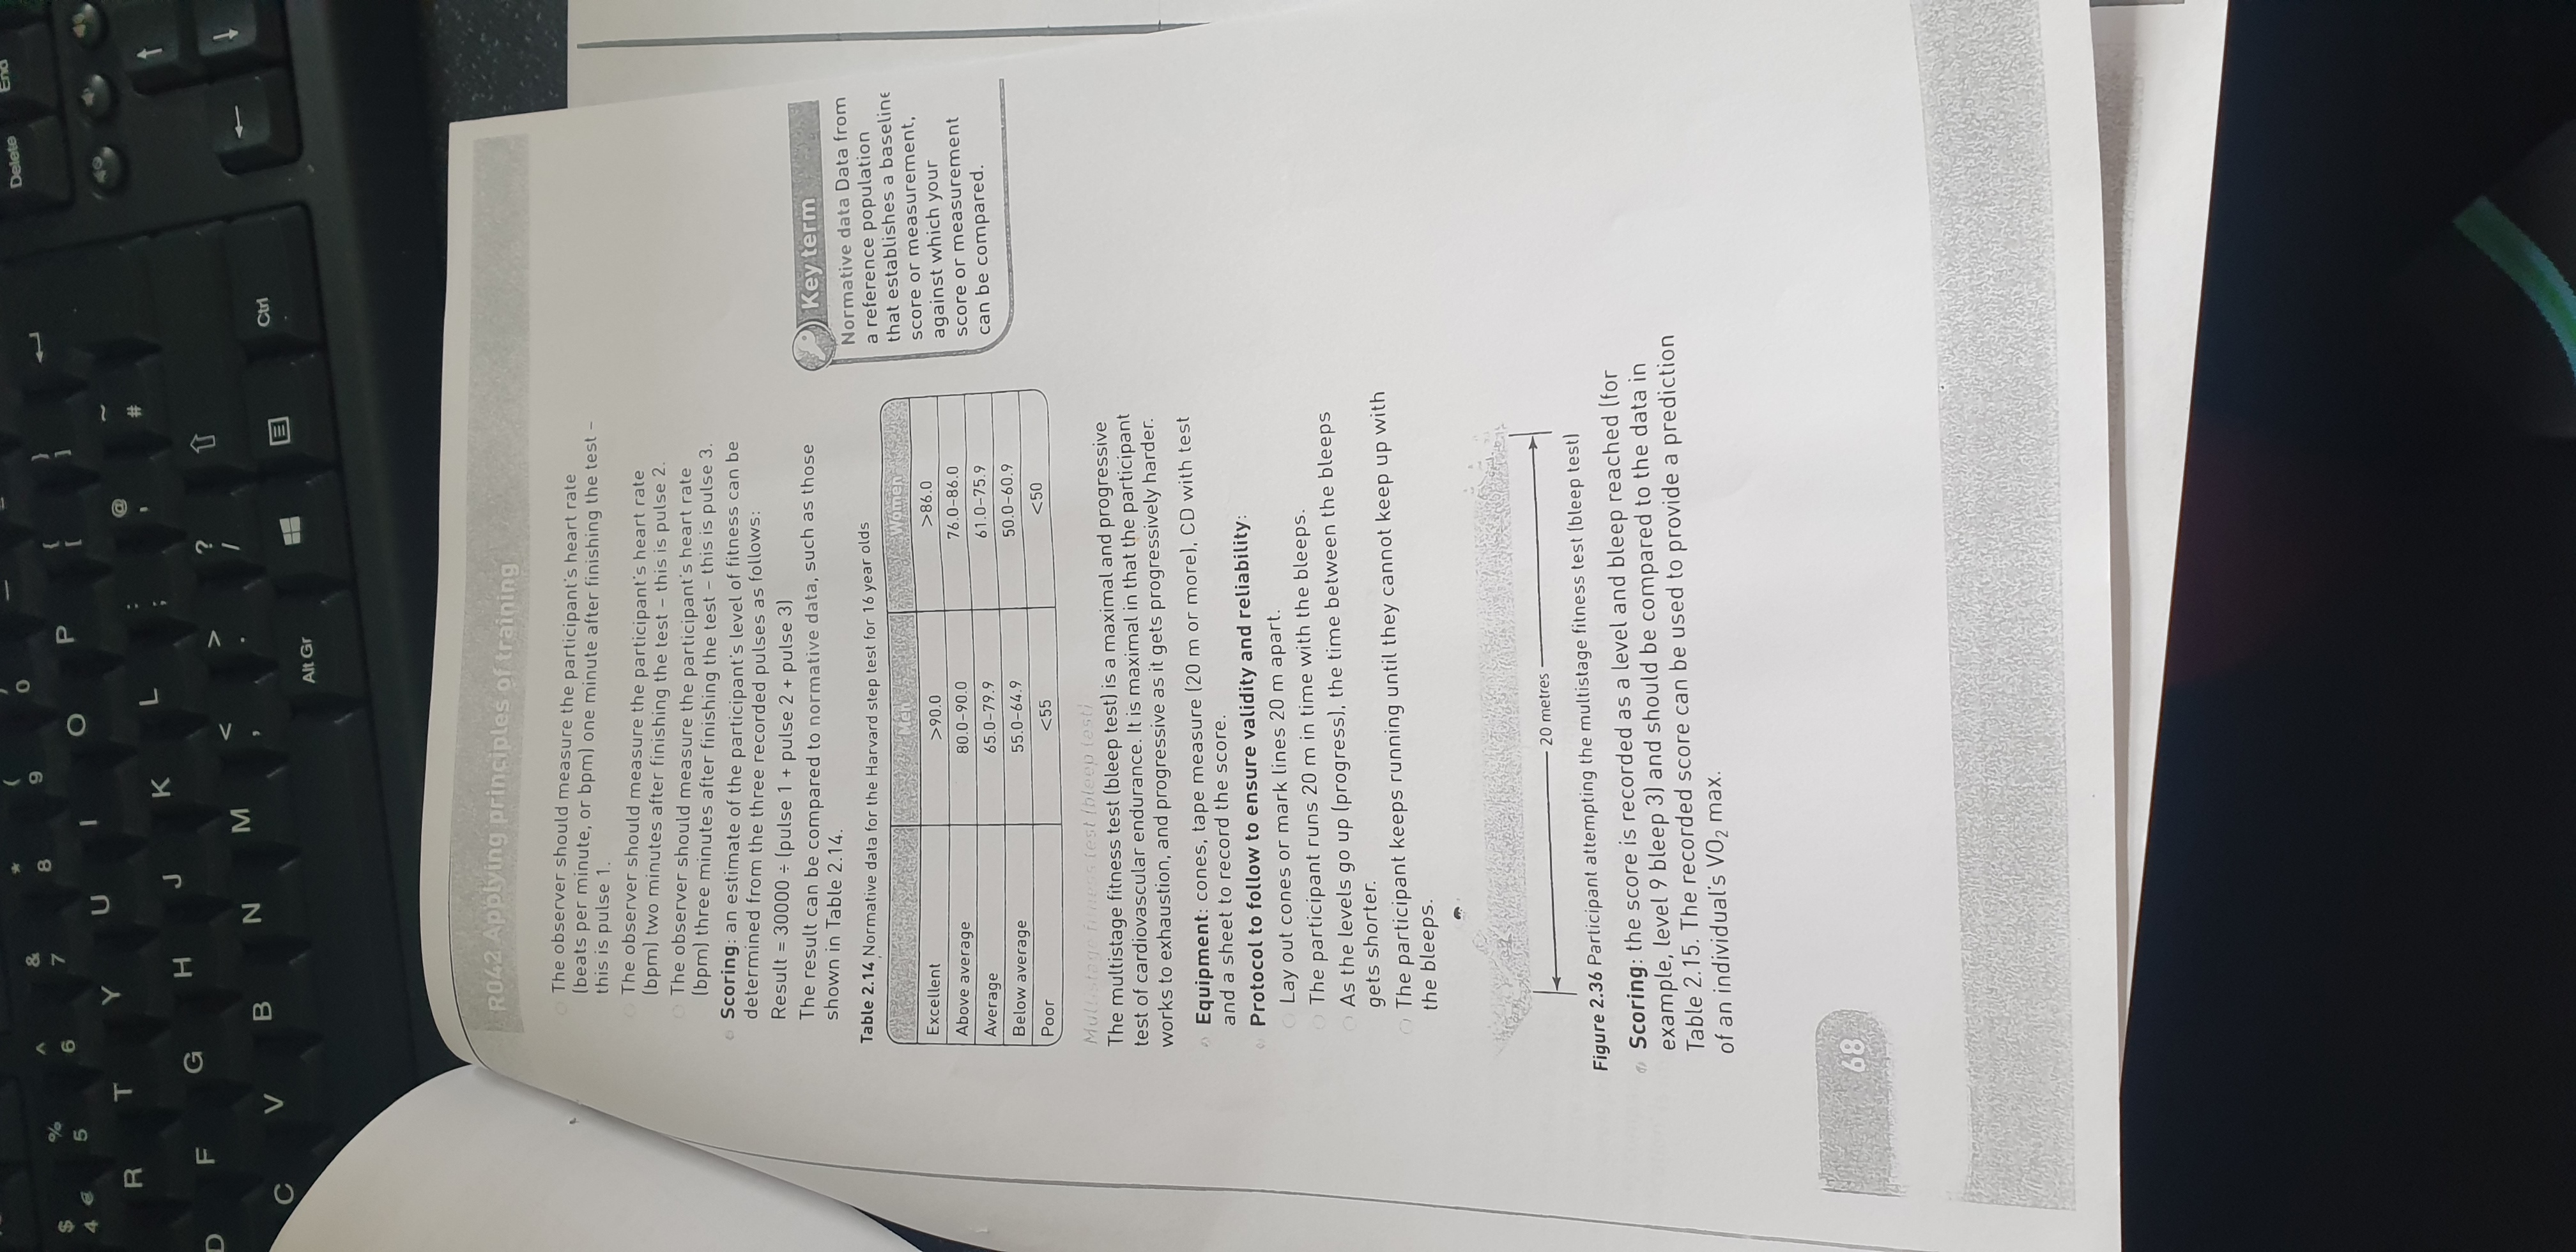 $
4 €
%
5
^
6
&
7
*
8
(
9
)
0
Delete
End
R T Y U I O P { [ } ]
D F G H J K L : ; @ ' ~ #
C V B N M < , > . ? /
Alt Gr
Ctrl
R042 Applying principles of training
The observer should measure the participant's heart rate
(beats per minute, or bpm) one minute after finishing the test –
this is pulse 1.
The observer should measure the participant's heart rate
(bpm) two minutes after finishing the test – this is pulse 2.
The observer should measure the participant's heart rate
(bpm) three minutes after finishing the test – this is pulse 3.
Scoring: an estimate of the participant's level of fitness can be
determined from the three recorded pulses as follows:
Result = 30000 ÷ (pulse 1 + pulse 2 + pulse 3)
The result can be compared to normative data, such as those
shown in Table 2.14.
Table 2.14 Normative data for the Harvard step test for 16 year olds
Men Women
Excellent >90.0 >86.0
Above average 80.0–90.0 76.0–86.0
Average 65.0–79.9 61.0–75.9
Below average 55.0–64.9 50.0–60.9
Poor <55 <50
Key term
Normative data Data from
a reference population
that establishes a baseline
score or measurement,
against which your
score or measurement
can be compared.
Multistage fitness test (bleep test)
The multistage fitness test (bleep test) is a maximal and progressive
test of cardiovascular endurance. It is maximal in that the participant
works to exhaustion, and progressive as it gets progressively harder.
Equipment: cones, tape measure (20 m or more), CD with test
and a sheet to record the score.
Protocol to follow to ensure validity and reliability:
Lay out cones or mark lines 20 m apart.
The participant runs 20 m in time with the bleeps.
As the levels go up (progress), the time between the bleeps
gets shorter.
The participant keeps running until they cannot keep up with
the bleeps.
20 metres
Figure 2.36 Participant attempting the multistage fitness test (bleep test)
Scoring: the score is recorded as a level and bleep reached (for
example, level 9 bleep 3) and should be compared to the data in
Table 2.15. The recorded score can be used to provide a prediction
of an individual's VO₂ max.
68